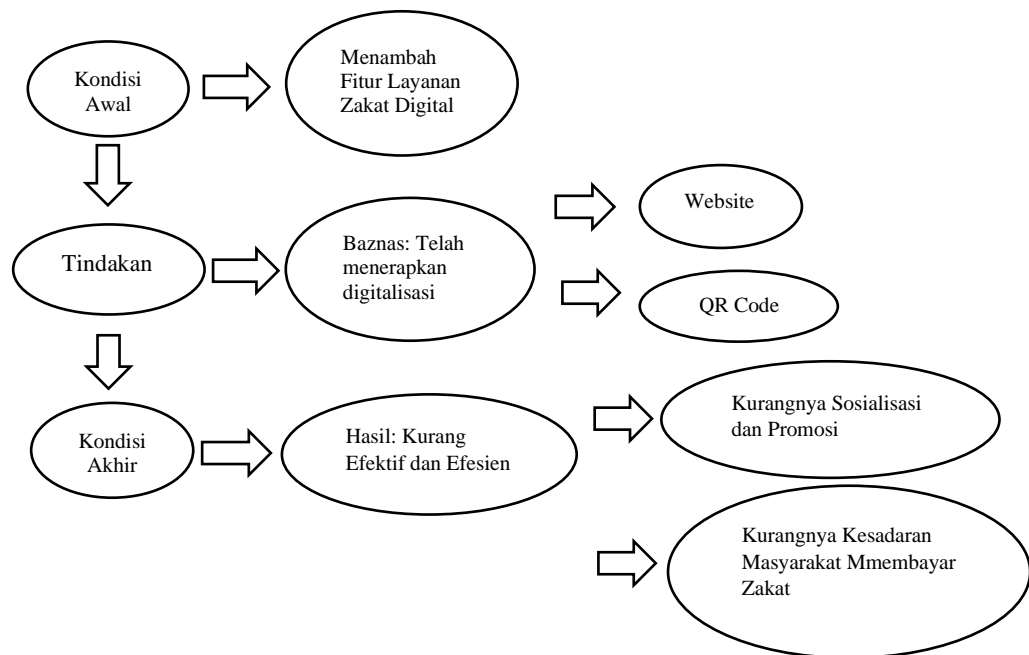 Kondisi
Awal
Menambah
Fitur Layanan
Zakat Digital
Website
Tindakan
Baznas: Telah
menerapkan
digitalisasi
QR Code
Kondisi
Akhir
Hasil: Kurang
Efektif dan Efesien
Kurangnya Sosialisasi
dan Promosi
Kurangnya Kesadaran
Masyarakat Mmembayar
Zakat